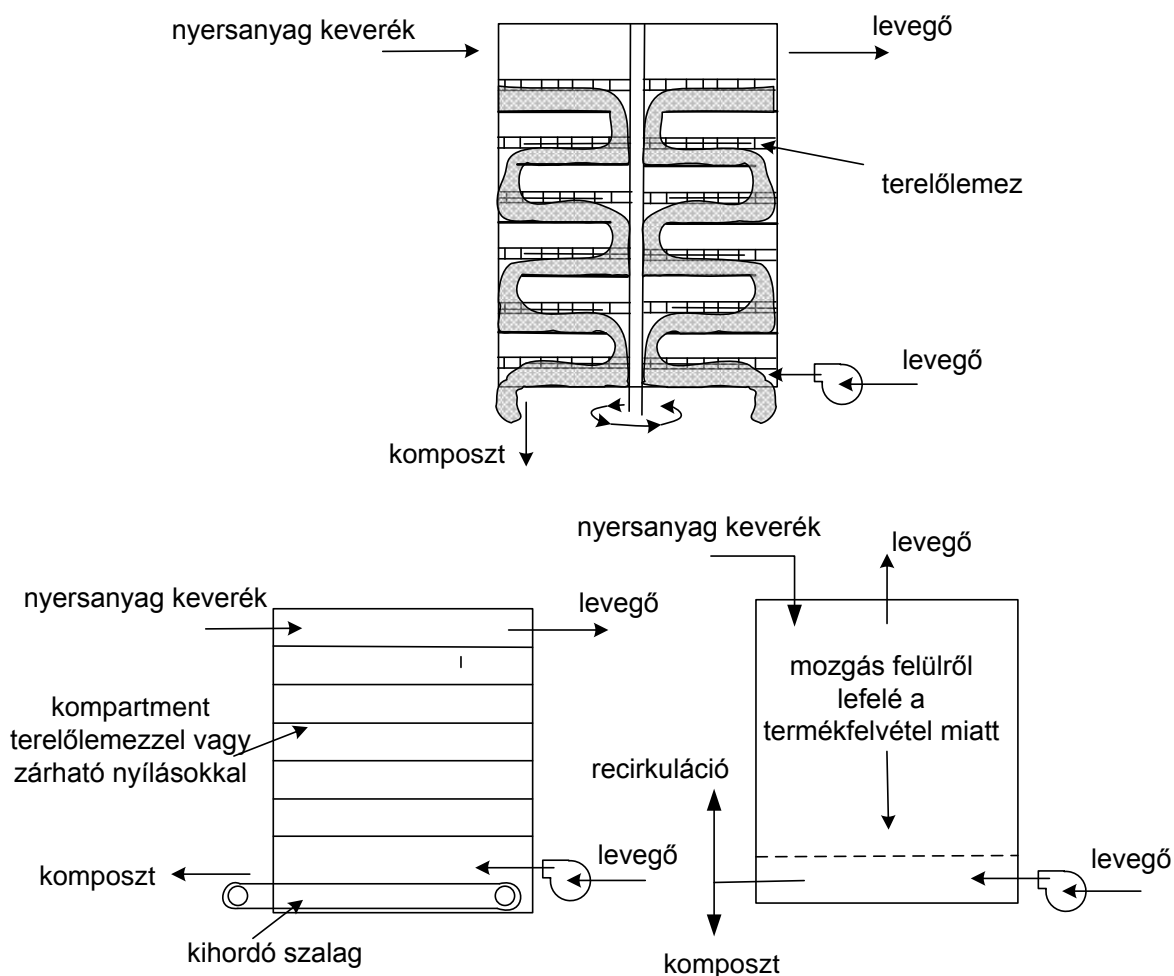 nyersanyag keverék
levegő
terelőlemez
levegő
komposzt
nyersanyag keverék
levegő
nyersanyag keverék
levegő
kompartment
terelőlemezzel vagy
zárható nyílásokkal
mozgás felülről
lefelé a
termékfelvétel miatt
recirkuláció
komposzt
levegő
levegő
kihordó szalag
komposzt